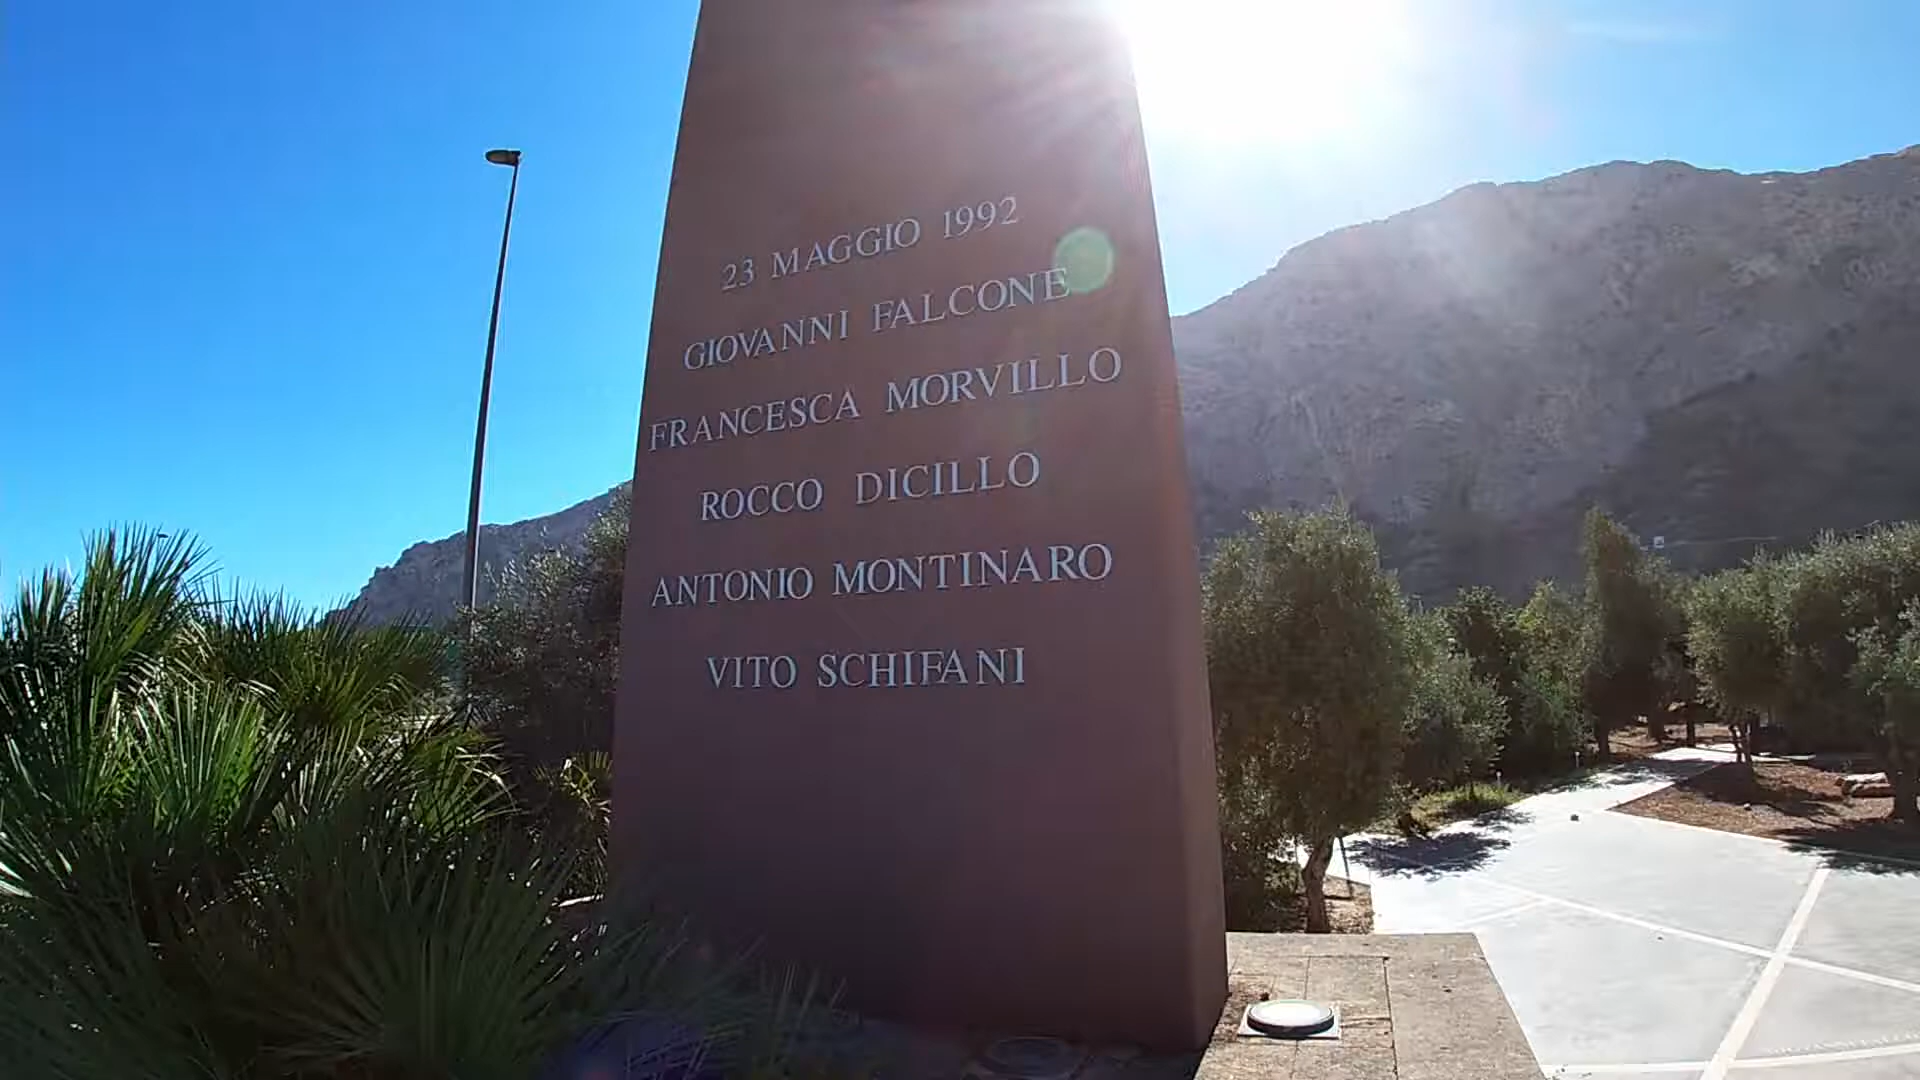 23 MAGGIO 1992
GIOVANNI FALCONE
FRANCESCA MORVILLO
ROCCO DICILLO
ANTONIO MONTINARO
VITO SCHIFANI